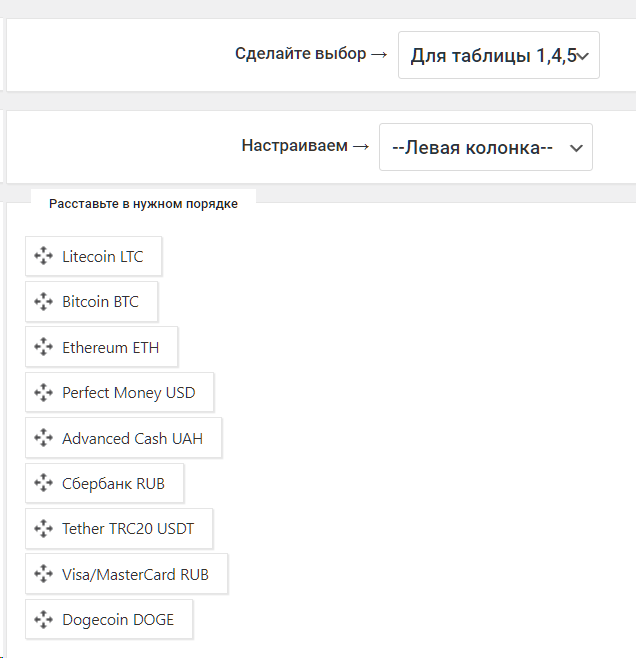 Сделайте выбор → Для таблицы 1,4,5
Настраиваем → --Левая колонка--
Расставьте в нужном порядке
Litecoin LTC
Bitcoin BTC
Ethereum ETH
Perfect Money USD
Advanced Cash UAH
Сбербанк RUB
Tether TRC20 USDT
Visa/MasterCard RUB
Dogecoin DOGE